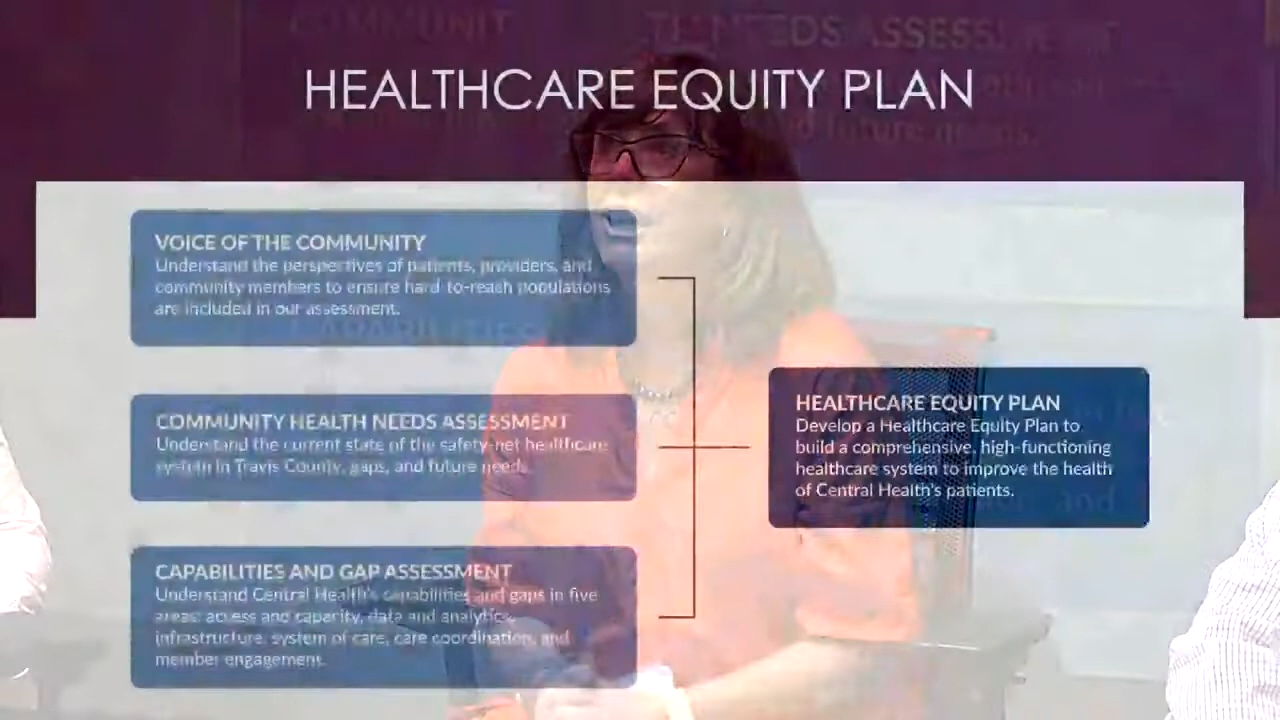 HEALTHCARE EQUITY PLAN
VOICE OF THE COMMUNITY
Understand the perspectives of patients, providers, and
community members to ensure hard-to-reach populations
are included in our assessment.
COMMUNITY HEALTH NEEDS ASSESSMENT
Understand the current state of the safety-net healthcare
system in Travis County, gaps, and future needs.
CAPABILITIES AND GAP ASSESSMENT
Understand Central Health's capabilities and gaps in five
areas: access and capacity, data and analytics
infrastructure, system of care, care coordination, and
member engagement.
HEALTHCARE EQUITY PLAN
Develop a Healthcare Equity Plan to
build a comprehensive, high-functioning
healthcare system to improve the health
of Central Health's patients.